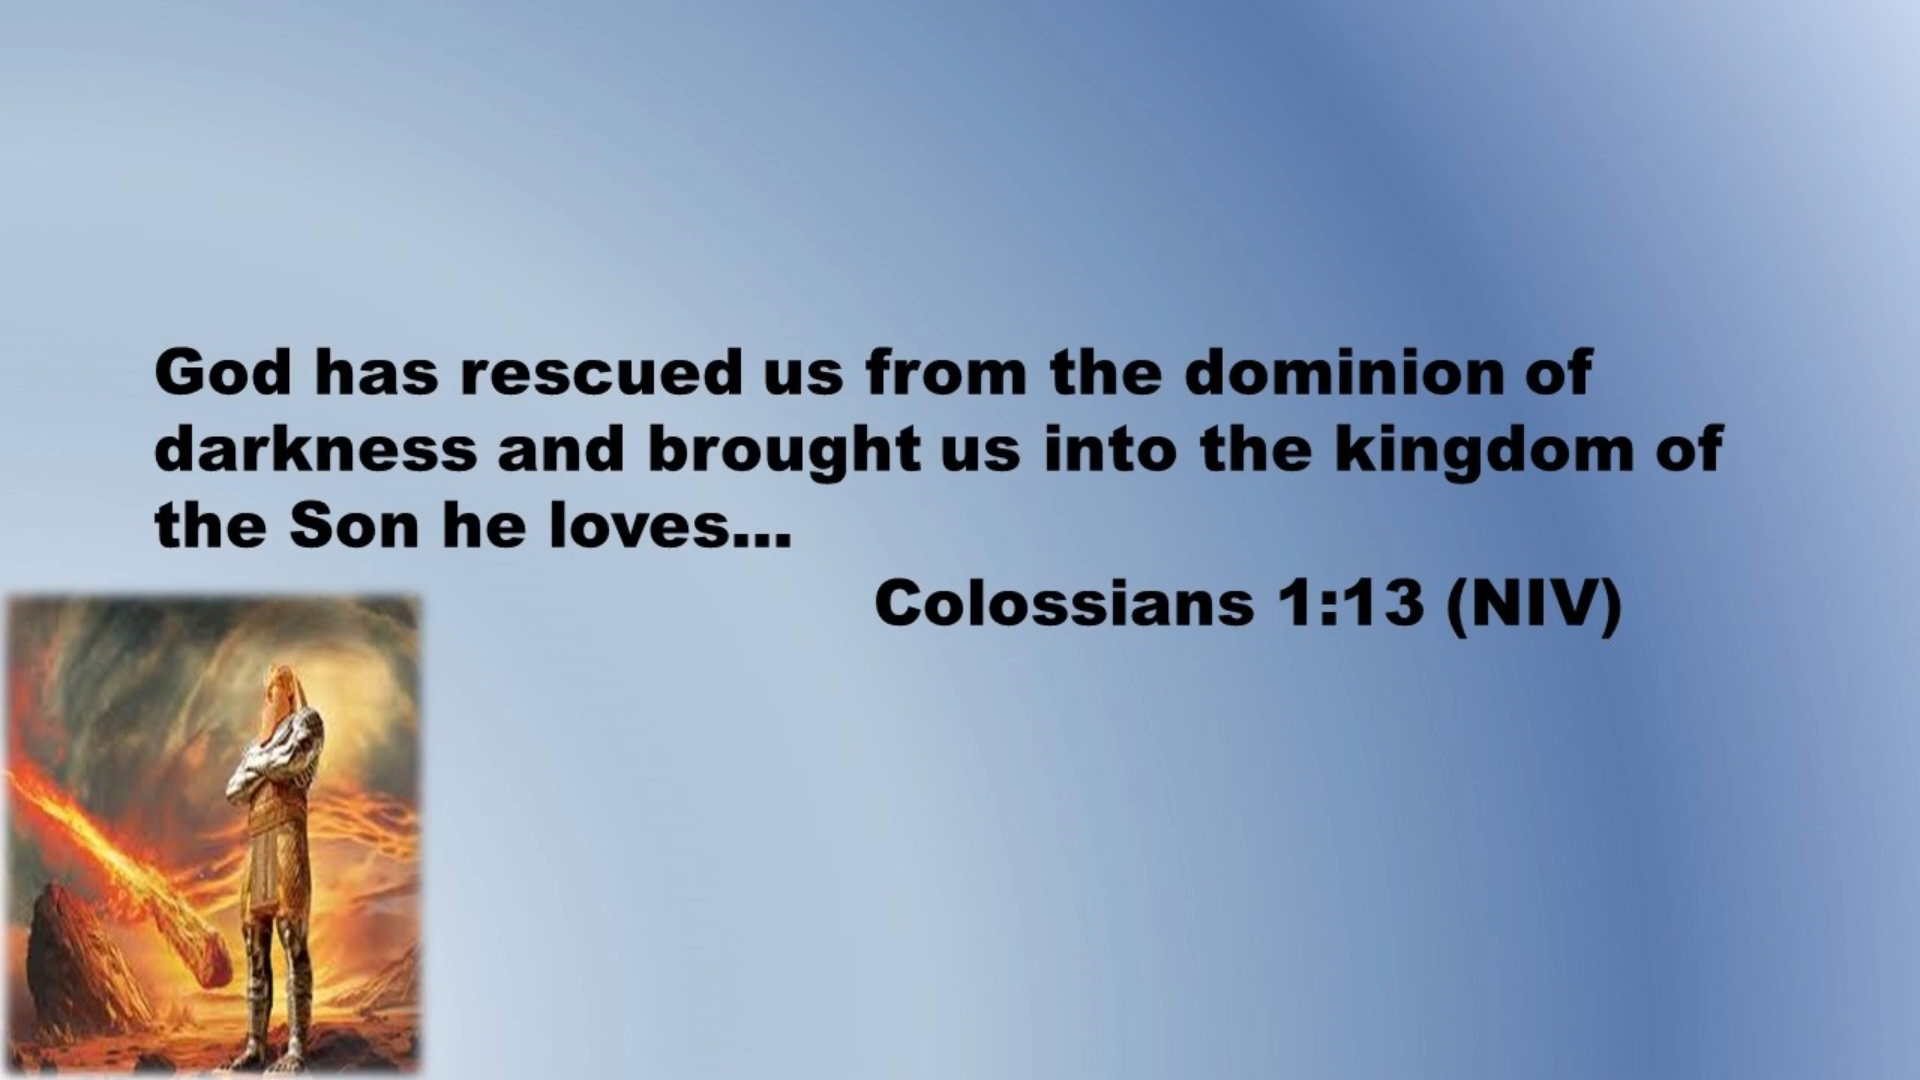 God has rescued us from the dominion of
darkness and brought us into the kingdom of
the Son he loves...
Colossians 1:13 (NIV)